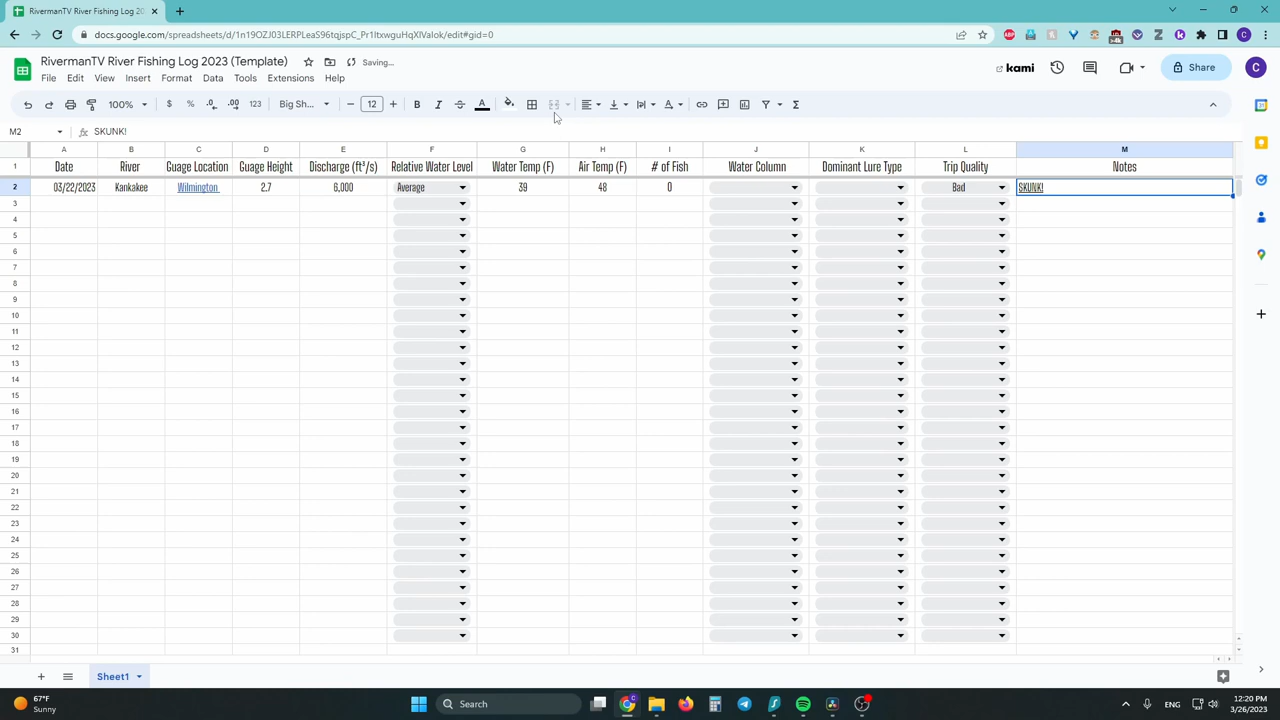 RivermanTV River Fishing Log 20
docs.google.com/spreadsheets/d/1n19OZJ03LERPLeaS96tqjspC_Pr1ItxwguHqXlValok/edit#gid=0
RivermanTV River Fishing Log 2023 (Template)
Saving...
File Edit View Insert Format Data Tools Extensions Help
kami
Share
C
100% $ % .0 .00 123 Big Sh... 12 B I A
M2 SKUNK!
A B C D E F G H I J K L M
1 Date River Guage Location Guage Height Discharge (ft³/s) Relative Water Level Water Temp (F) Air Temp (F) # of Fish Water Column Dominant Lure Type Trip Quality Notes
2 03/22/2023 Kankakee Wilmington 2.7 6,000 Average 39 48 0 Bad SKUNK!
3
4
5
6
7
8
9
10
11
12
13
14
15
16
17
18
19
20
21
22
23
24
25
26
27
28
29
30
31
Sheet1
67°F
Sunny
Search
ENG
12:20 PM
3/26/2023